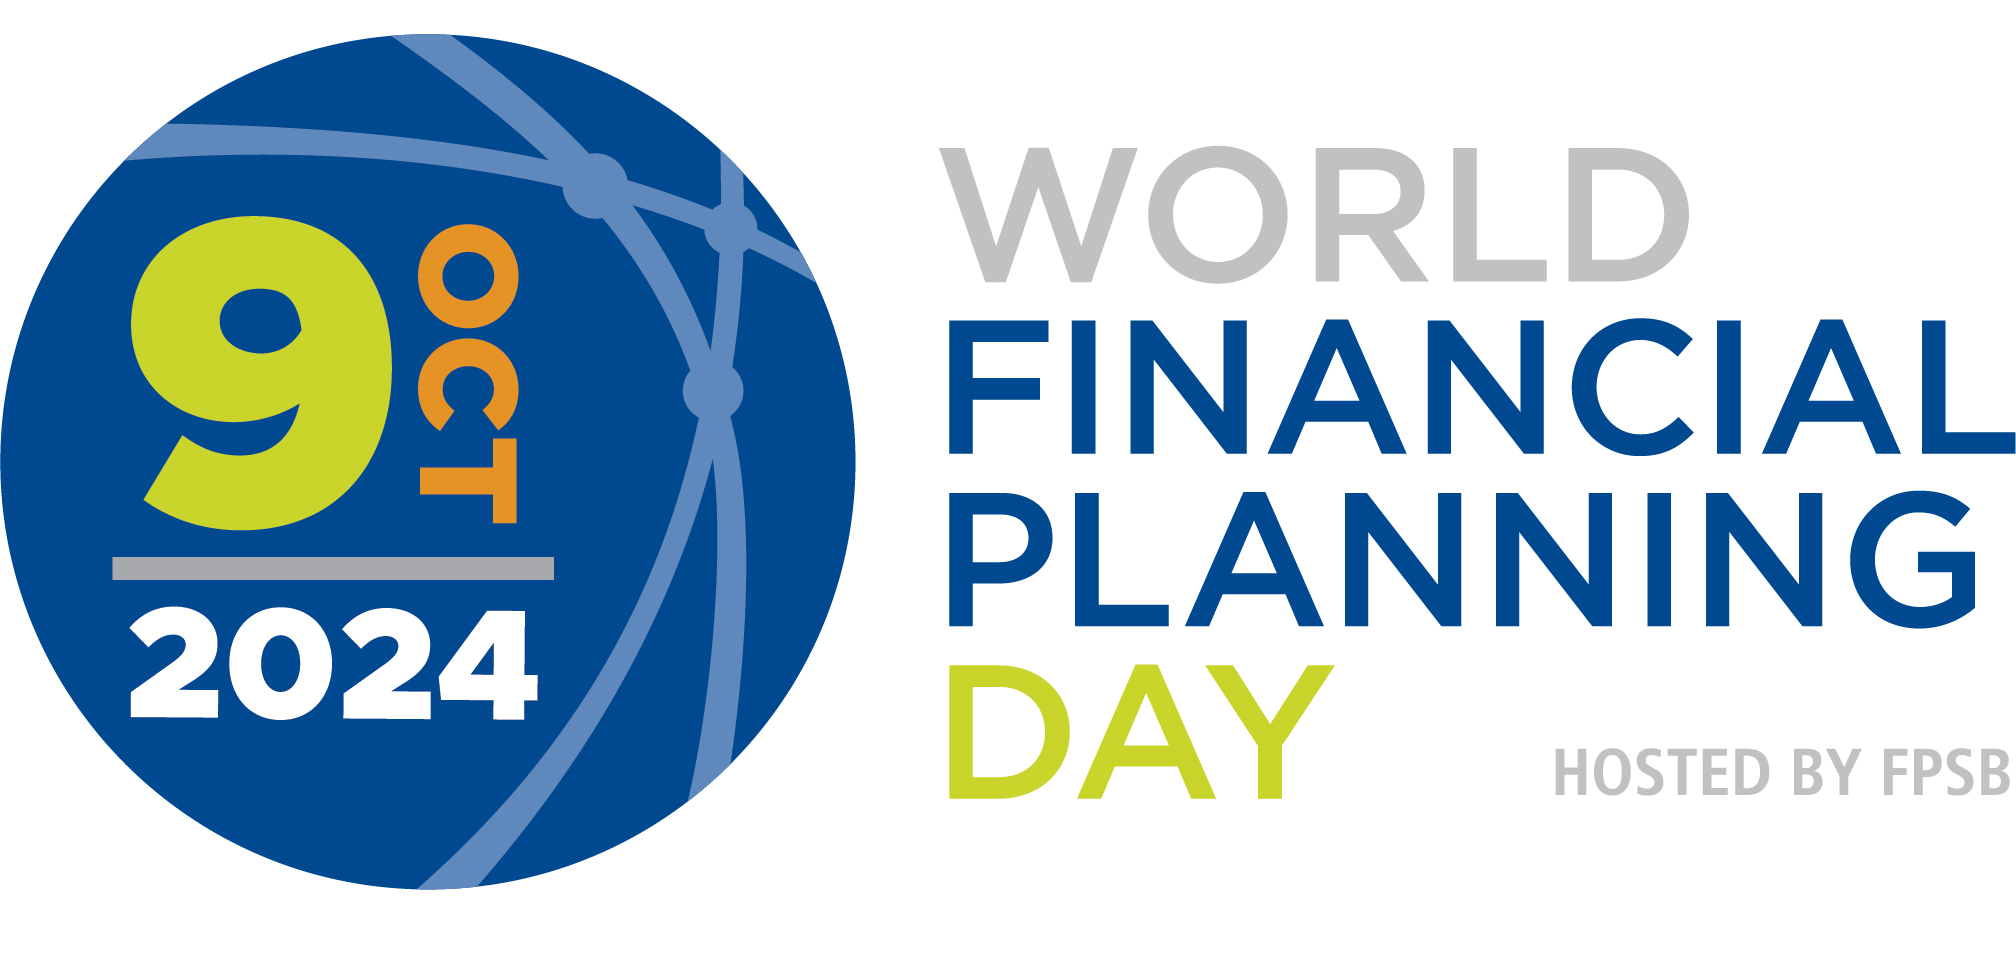 9 OCT
2024
WORLD
FINANCIAL
PLANNING
DAY
HOSTED BY FPSB